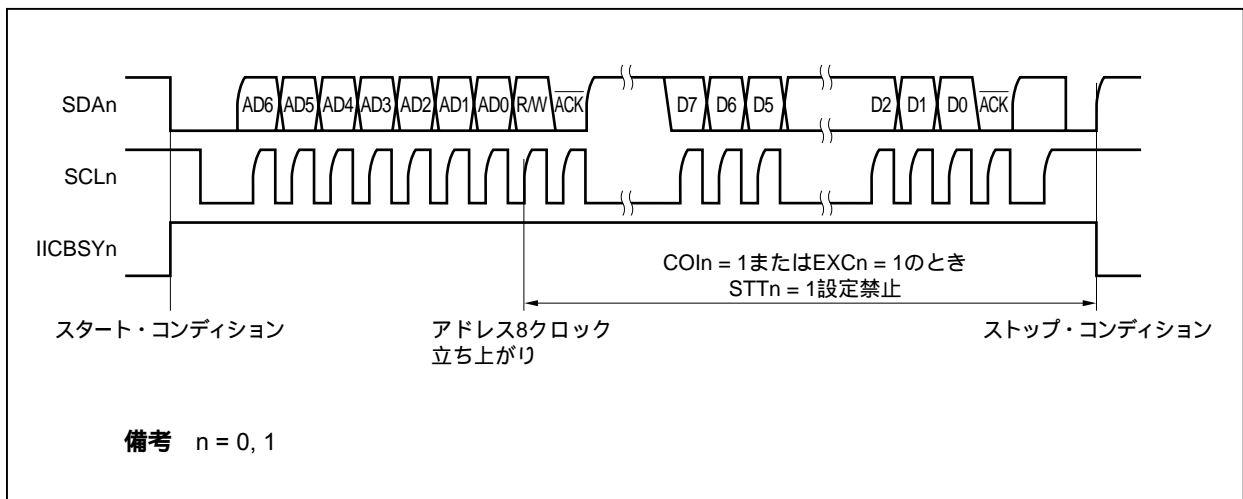 SDAn AD6 AD5 AD4 AD3 AD2 AD1 AD0 R/W ACK D7 D6 D5 D2 D1 D0 ACK
SCLn
IICBSYn
COIn = 1またはEXCn = 1のとき
STTn = 1設定禁止
スタート・コンディション
アドレス8クロック
立ち上がり
ストップ・コンディション
備考 n = 0, 1